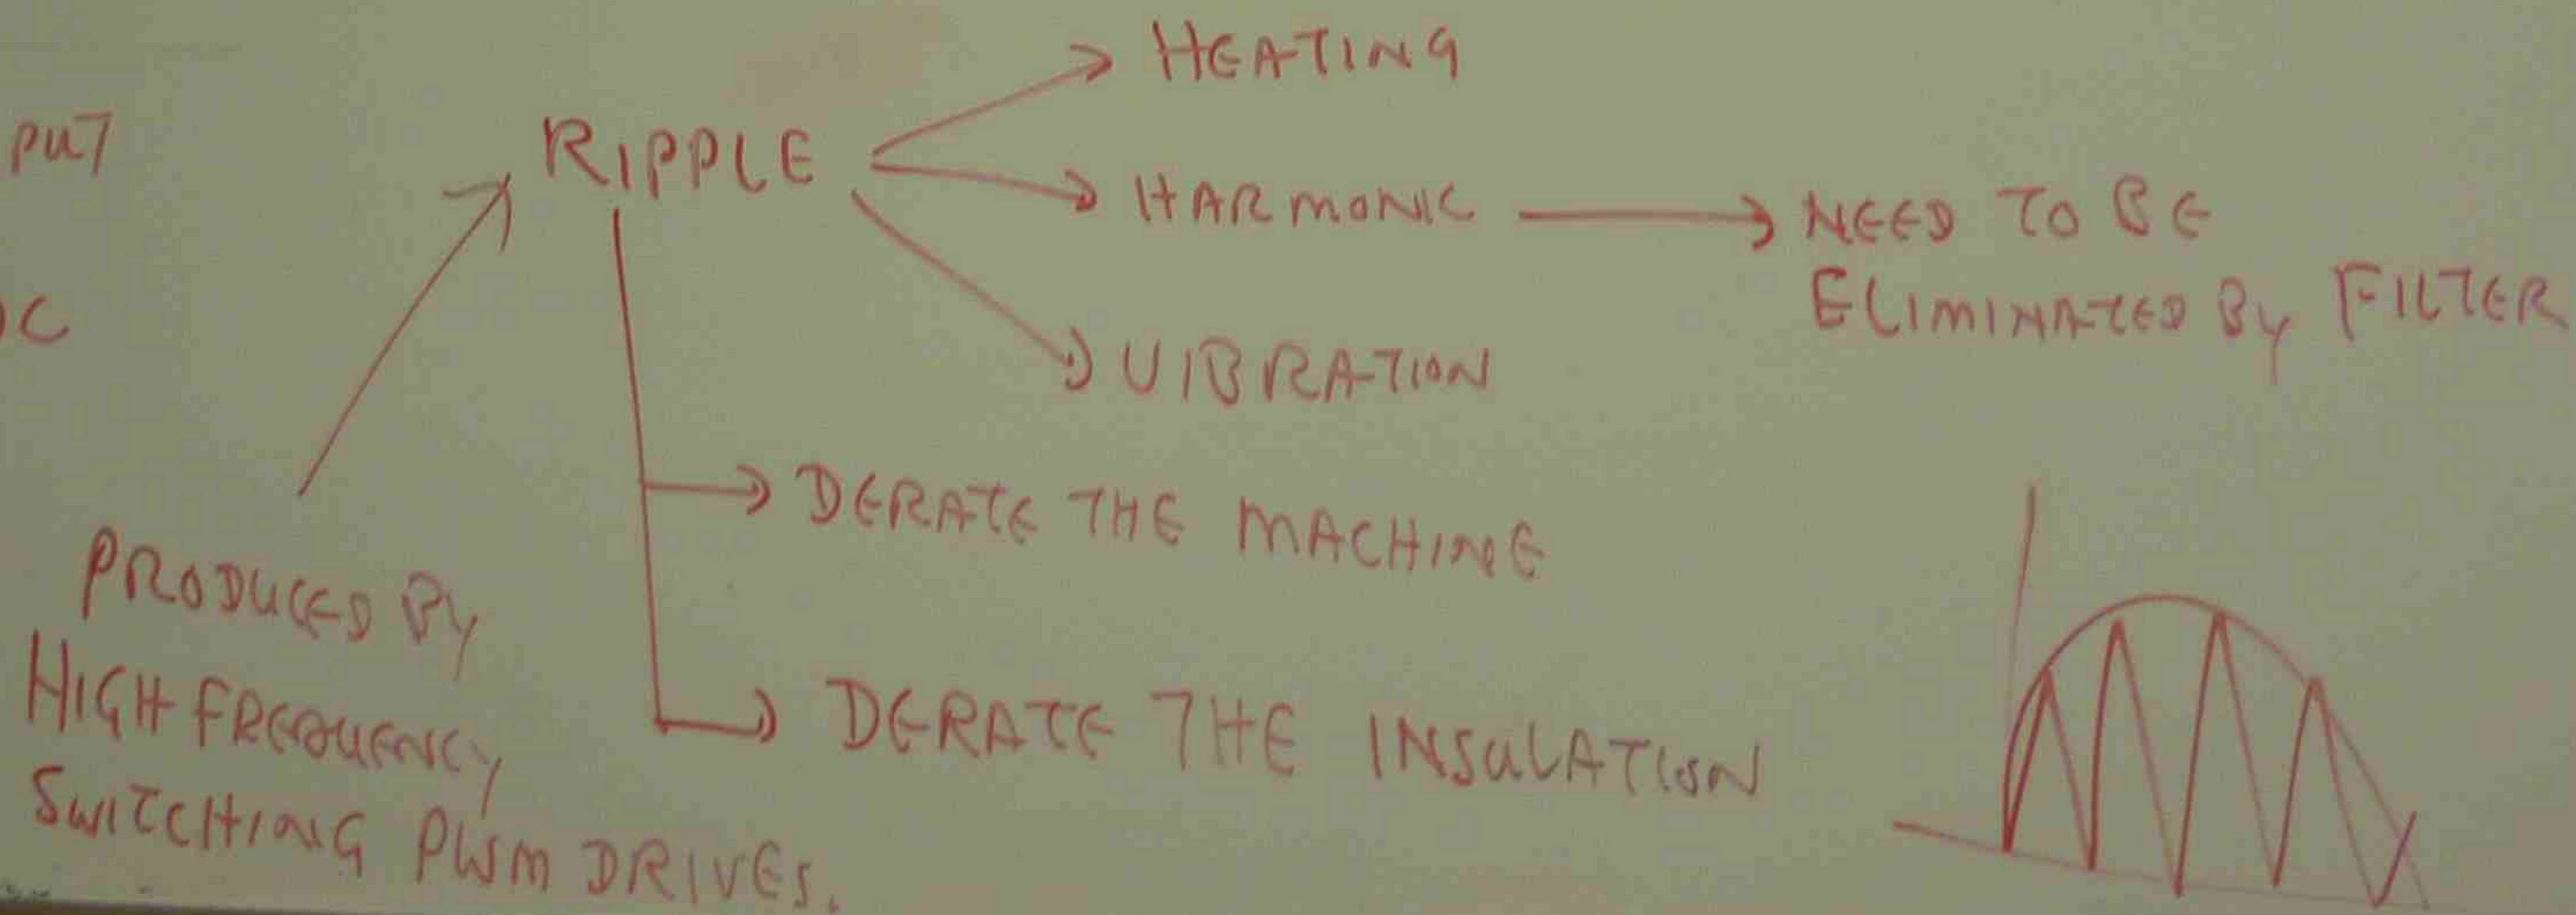 HEATING
PUT
RIPPLE
HARMONIC
NEED TO BE
ELIMINATED BY FILTER
C
VIBRATION
DERATE THE MACHINE
PRODUCED BY
HIGH FREQUENCY
SWITCHING PWM DRIVES.
DERATE THE INSULATION